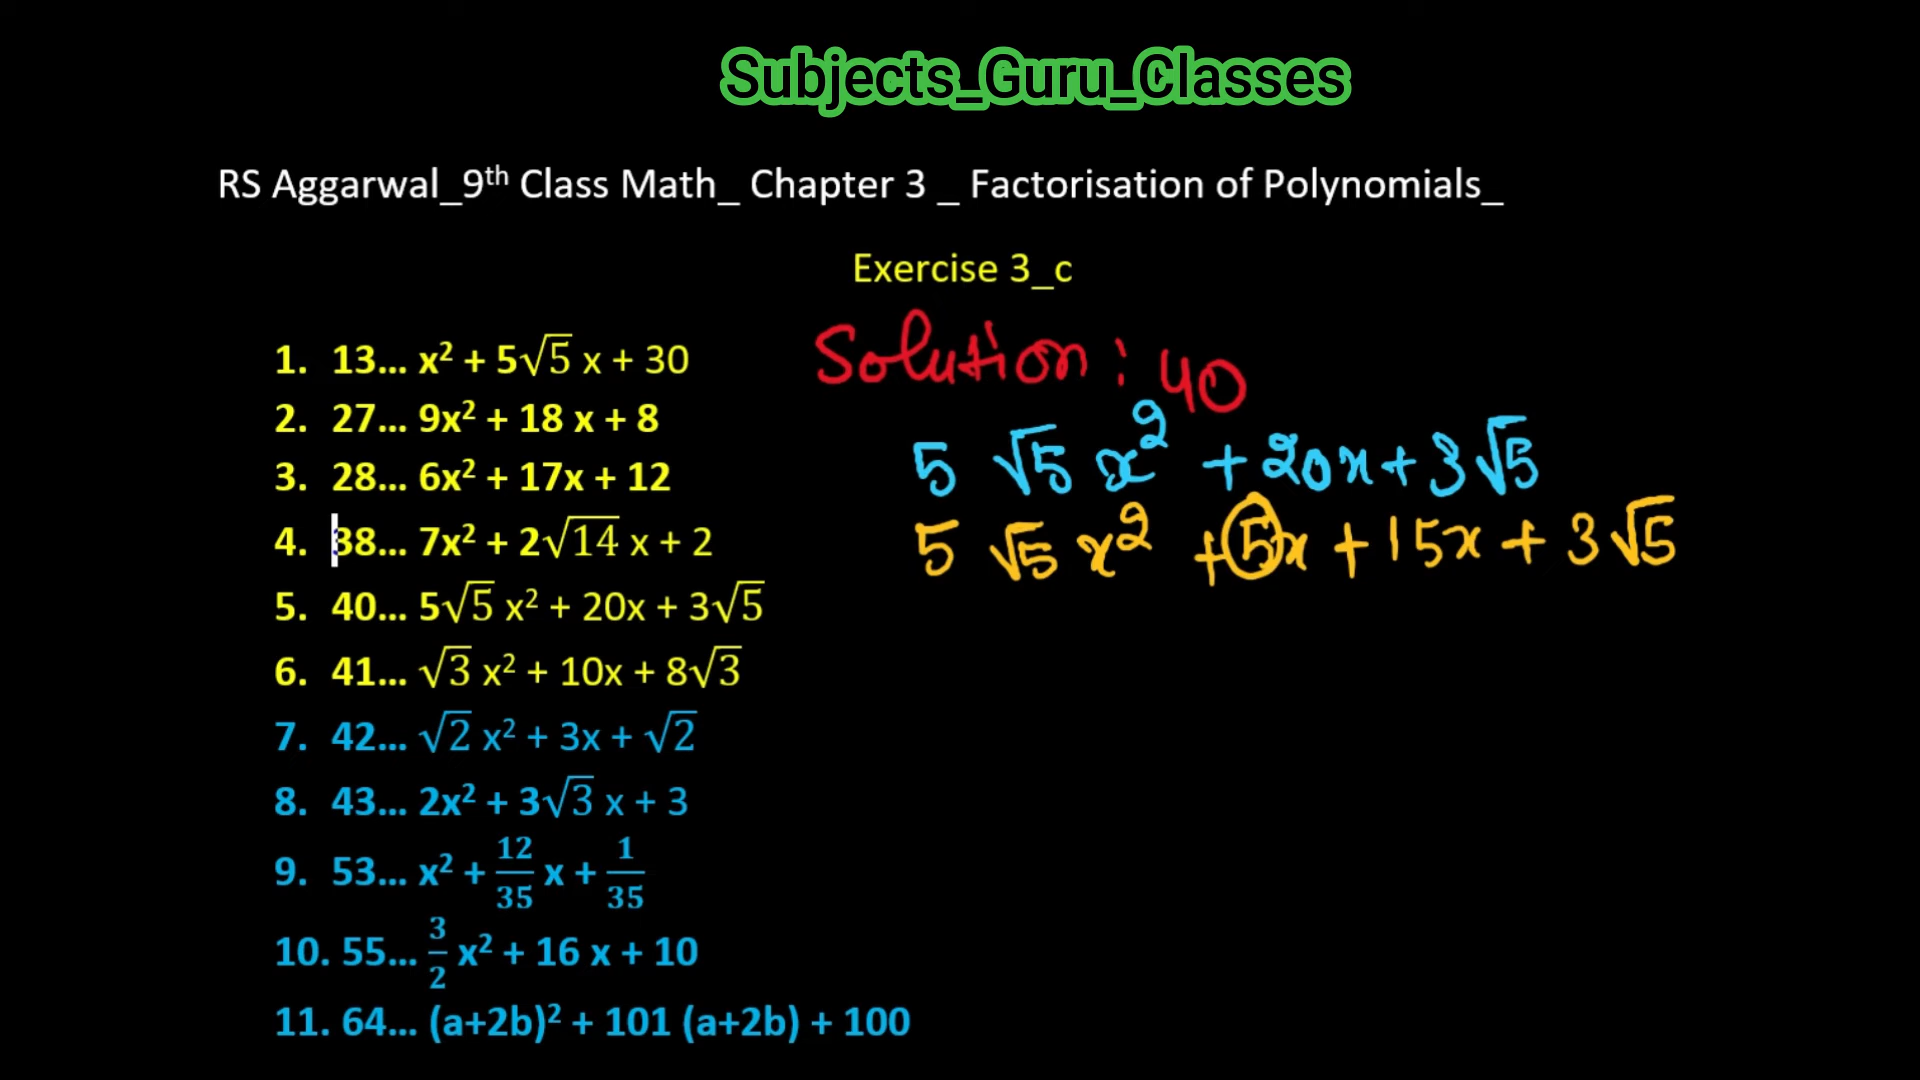 Subjects_Guru_Classes
RS Aggarwal_9th Class Math_ Chapter 3 _ Factorisation of Polynomials_
Exercise 3_c
1. 13... x² + 5√5 x + 30
2. 27... 9x² + 18 x + 8
3. 28... 6x² + 17x + 12
4. 38... 7x² + 2√14 x + 2
5. 40... 5√5 x² + 20x + 3√5
6. 41... √3 x² + 10x + 8√3
7. 42... √2 x² + 3x + √2
8. 43... 2x² + 3√3 x + 3
9. 53... x² + 12/35 x + 1/35
10. 55... 3/2 x² + 16 x + 10
11. 64... (a+2b)² + 101 (a+2b) + 100
Solution : 40
5 √5 x² + 20x + 3√5
5 √5 x² + 5x + 15x + 3√5